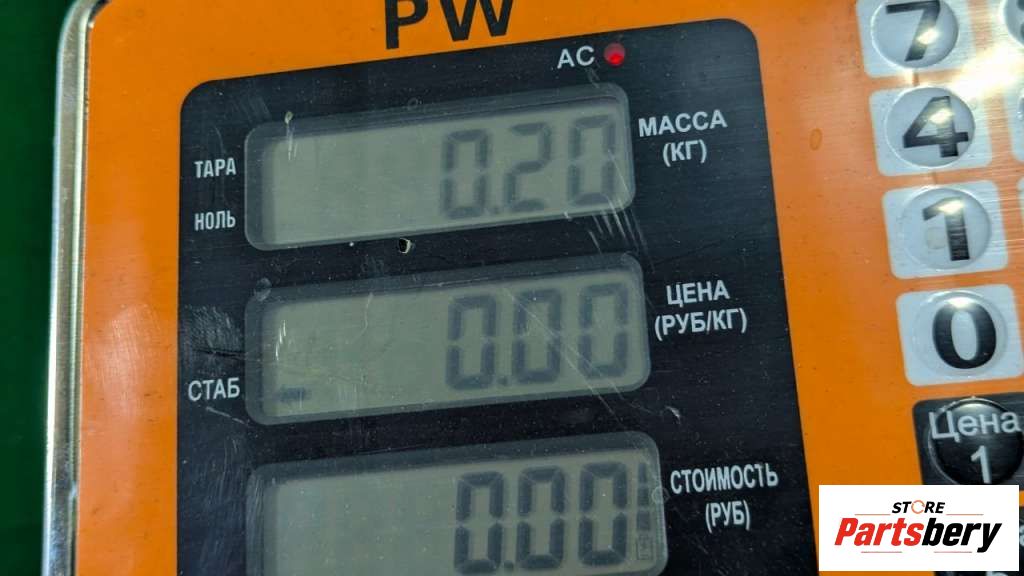 PW
AC
ТАРА
НОЛЬ
0.20
МАССА
(КГ)
СТАБ
0.00
ЦЕНА
(РУБ/КГ)
0.00
СТОИМОСТЬ
(РУБ)
7
4
1
0
Цена
1
STORE
Partsbery